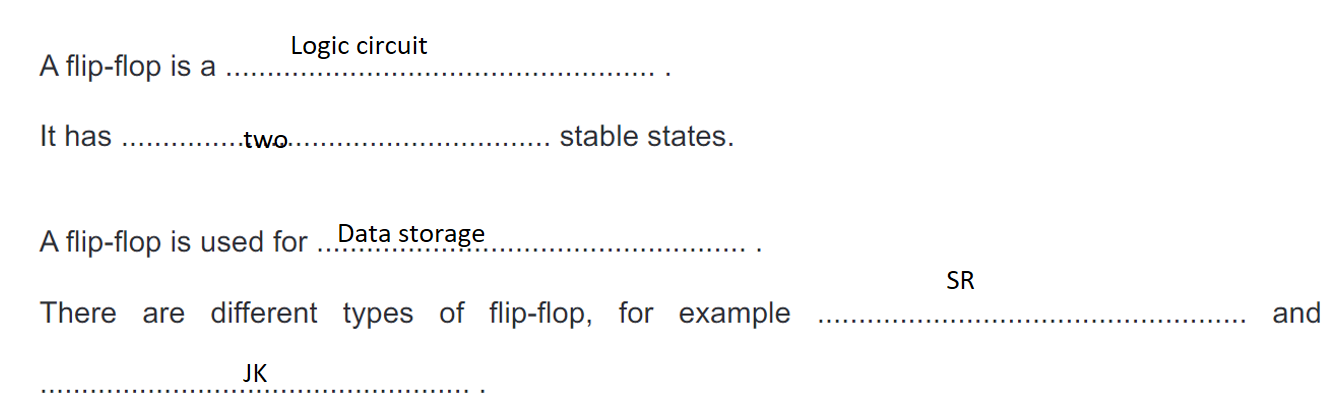 A flip-flop is a Logic circuit .
It has two stable states.
A flip-flop is used for Data storage .
There are different types of flip-flop, for example SR and
JK .